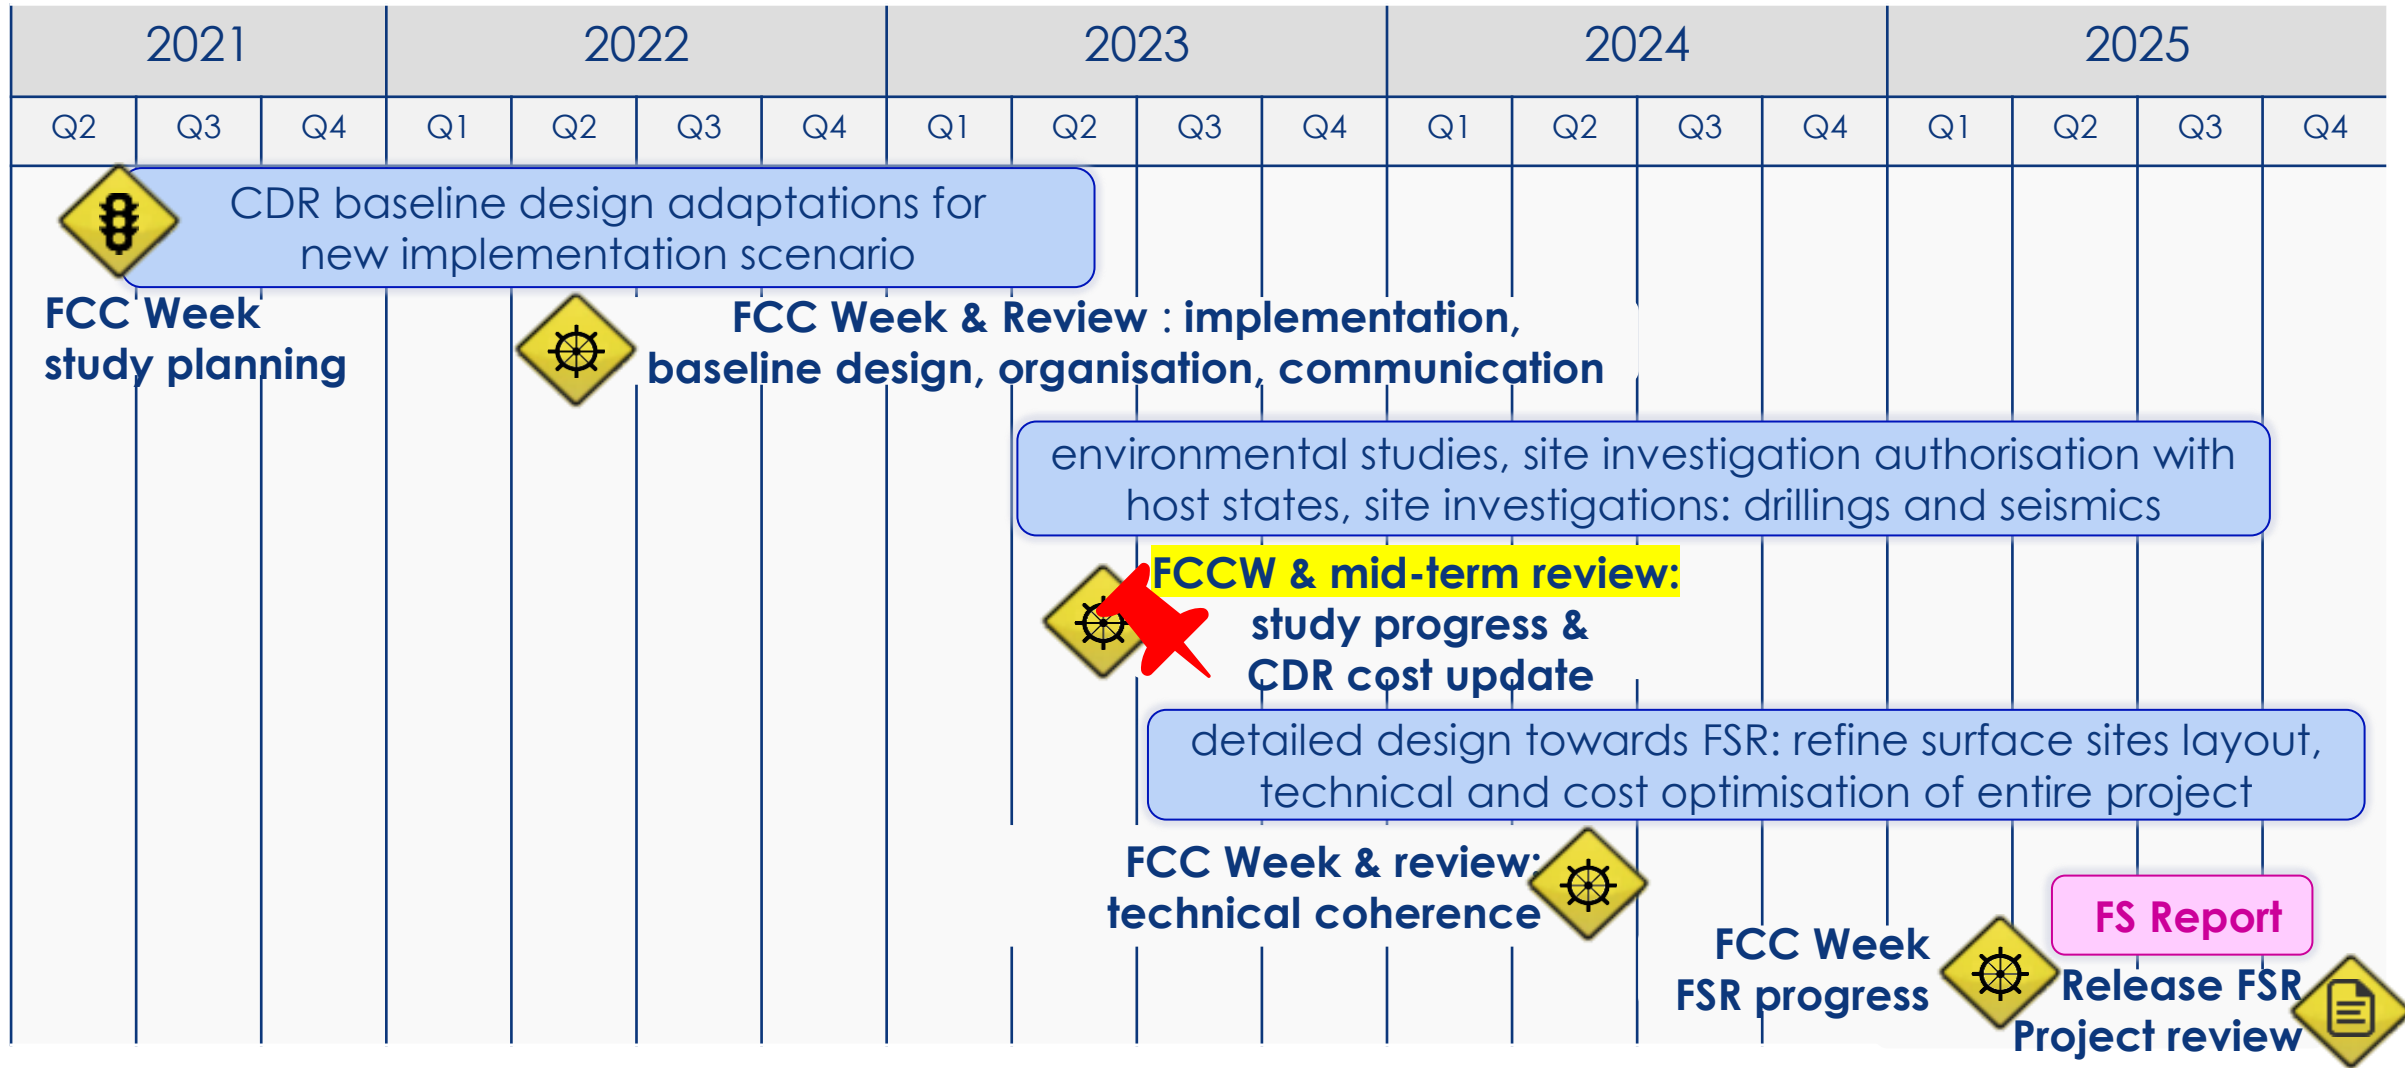 2021 2022 2023 2024 2025
Q2 Q3 Q4 Q1 Q2 Q3 Q4 Q1 Q2 Q3 Q4 Q1 Q2 Q3 Q4 Q1 Q2 Q3 Q4
CDR baseline design adaptations for
new implementation scenario
FCC Week
study planning
FCC Week & Review : implementation,
baseline design, organisation, communication
environmental studies, site investigation authorisation with
host states, site investigations: drillings and seismics
FCCW & mid-term review:
study progress &
CDR cost update
detailed design towards FSR: refine surface sites layout,
technical and cost optimisation of entire project
FCC Week & review:
technical coherence
FS Report
FCC Week
FSR progress
Release FSR
Project review